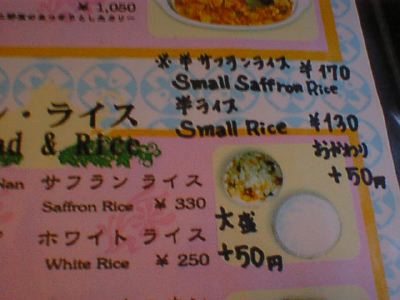 ¥ 1,050
※ 半サフランライス ¥170
Small Saffron Rice
半ライス
Small Rice ¥130
おかわり
+50円
ン・ライス
& Rice
Nan サフラン ライス
Saffron Rice ¥ 330
大盛
+50円
ホワイト ライス
White Rice ¥ 250